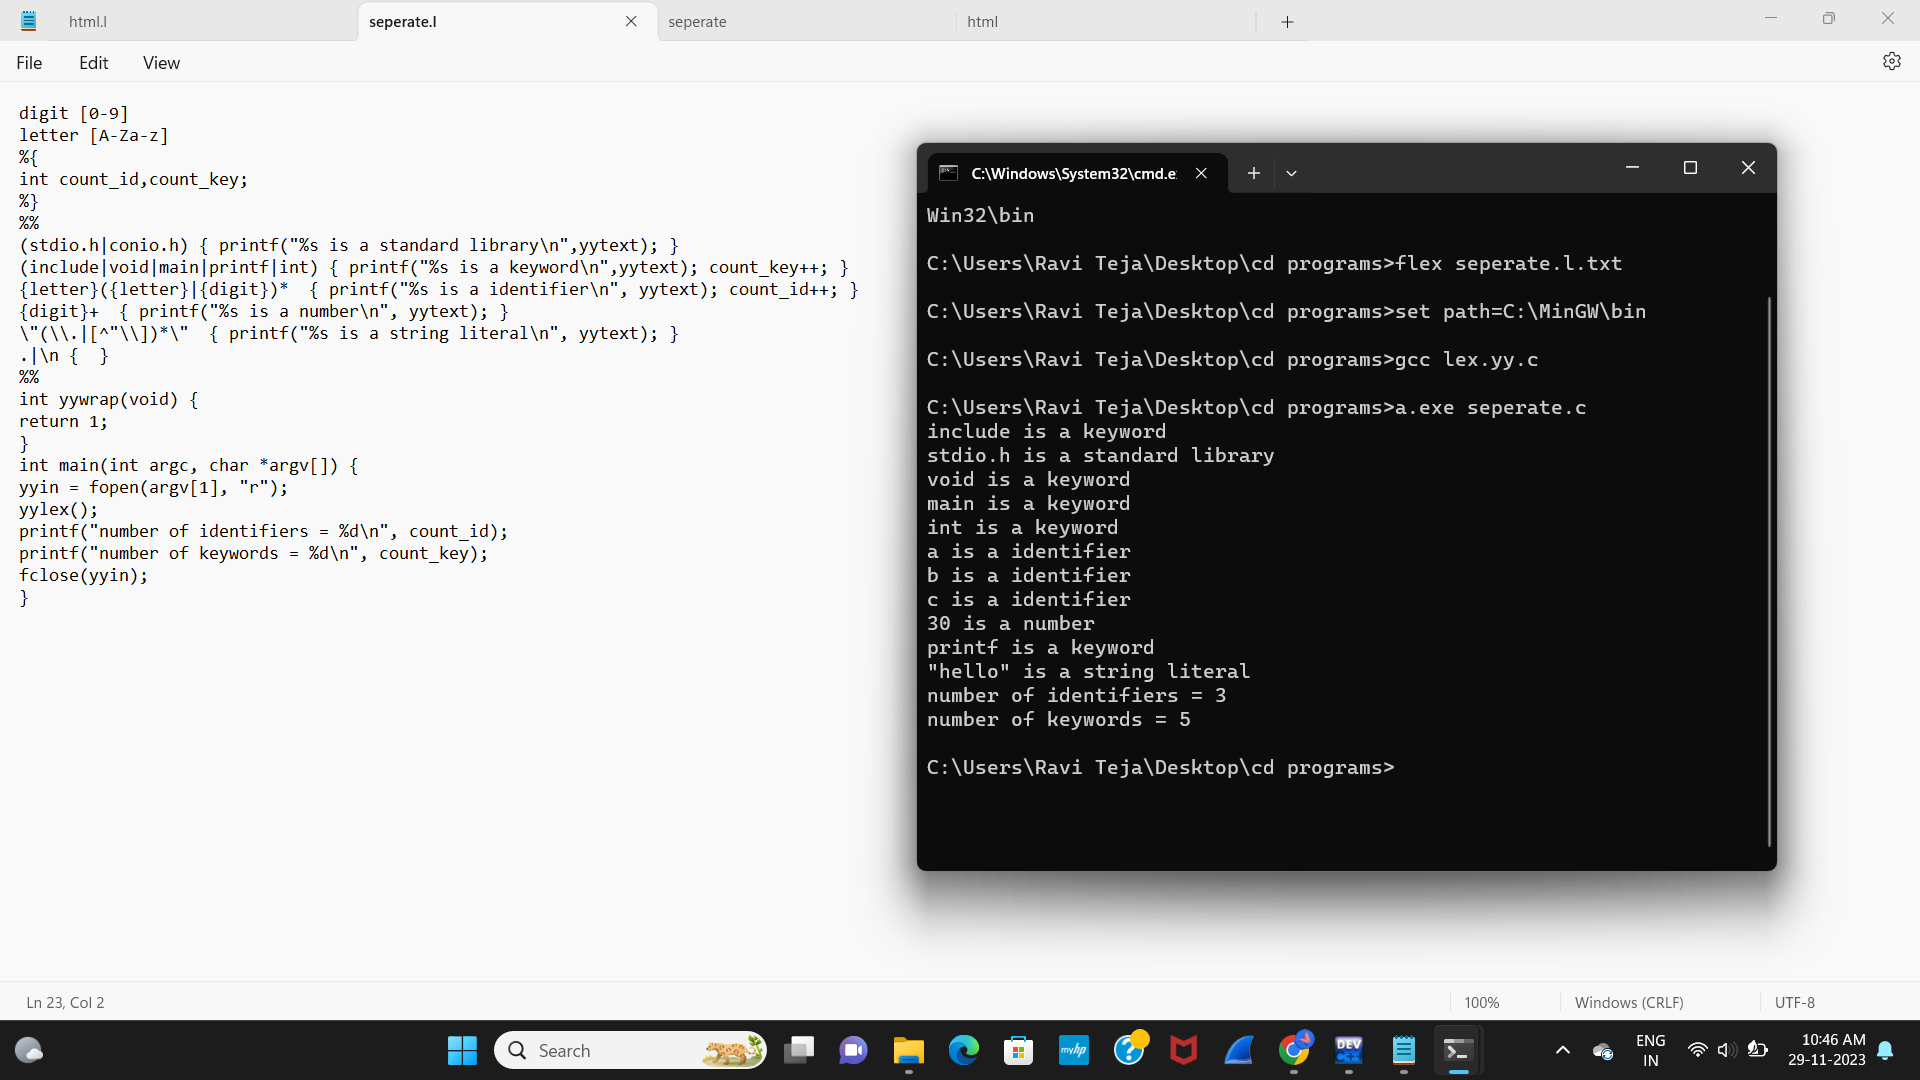 html.l
seperate.l
seperate
html
File
Edit
View
digit [0-9]
letter [A-Za-z]
%{
int count_id,count_key;
%}
%%
(stdio.h|conio.h) { printf("%s is a standard library\n",yytext); }
(include|void|main|printf|int) { printf("%s is a keyword\n",yytext); count_key++; }
{letter}({letter}|{digit})*  { printf("%s is a identifier\n", yytext); count_id++; }
{digit}+  { printf("%s is a number\n", yytext); }
\"(\\.|[^"\\])*\"  { printf("%s is a string literal\n", yytext); }
.|\n {  }
%%
int yywrap(void) {
return 1;
}
int main(int argc, char *argv[]) {
yyin = fopen(argv[1], "r");
yylex();
printf("number of identifiers = %d\n", count_id);
printf("number of keywords = %d\n", count_key);
fclose(yyin);
}
C:\Windows\System32\cmd.e
Win32\bin
C:\Users\Ravi Teja\Desktop\cd programs>flex seperate.l.txt
C:\Users\Ravi Teja\Desktop\cd programs>set path=C:\MinGW\bin
C:\Users\Ravi Teja\Desktop\cd programs>gcc lex.yy.c
C:\Users\Ravi Teja\Desktop\cd programs>a.exe seperate.c
include is a keyword
stdio.h is a standard library
void is a keyword
main is a keyword
int is a keyword
a is a identifier
b is a identifier
c is a identifier
30 is a number
printf is a keyword
"hello" is a string literal
number of identifiers = 3
number of keywords = 5
C:\Users\Ravi Teja\Desktop\cd programs>
Ln 23, Col 2
100%
Windows (CRLF)
UTF-8
Search
myhp
DEV
C++
ENG
IN
10:46 AM
29-11-2023